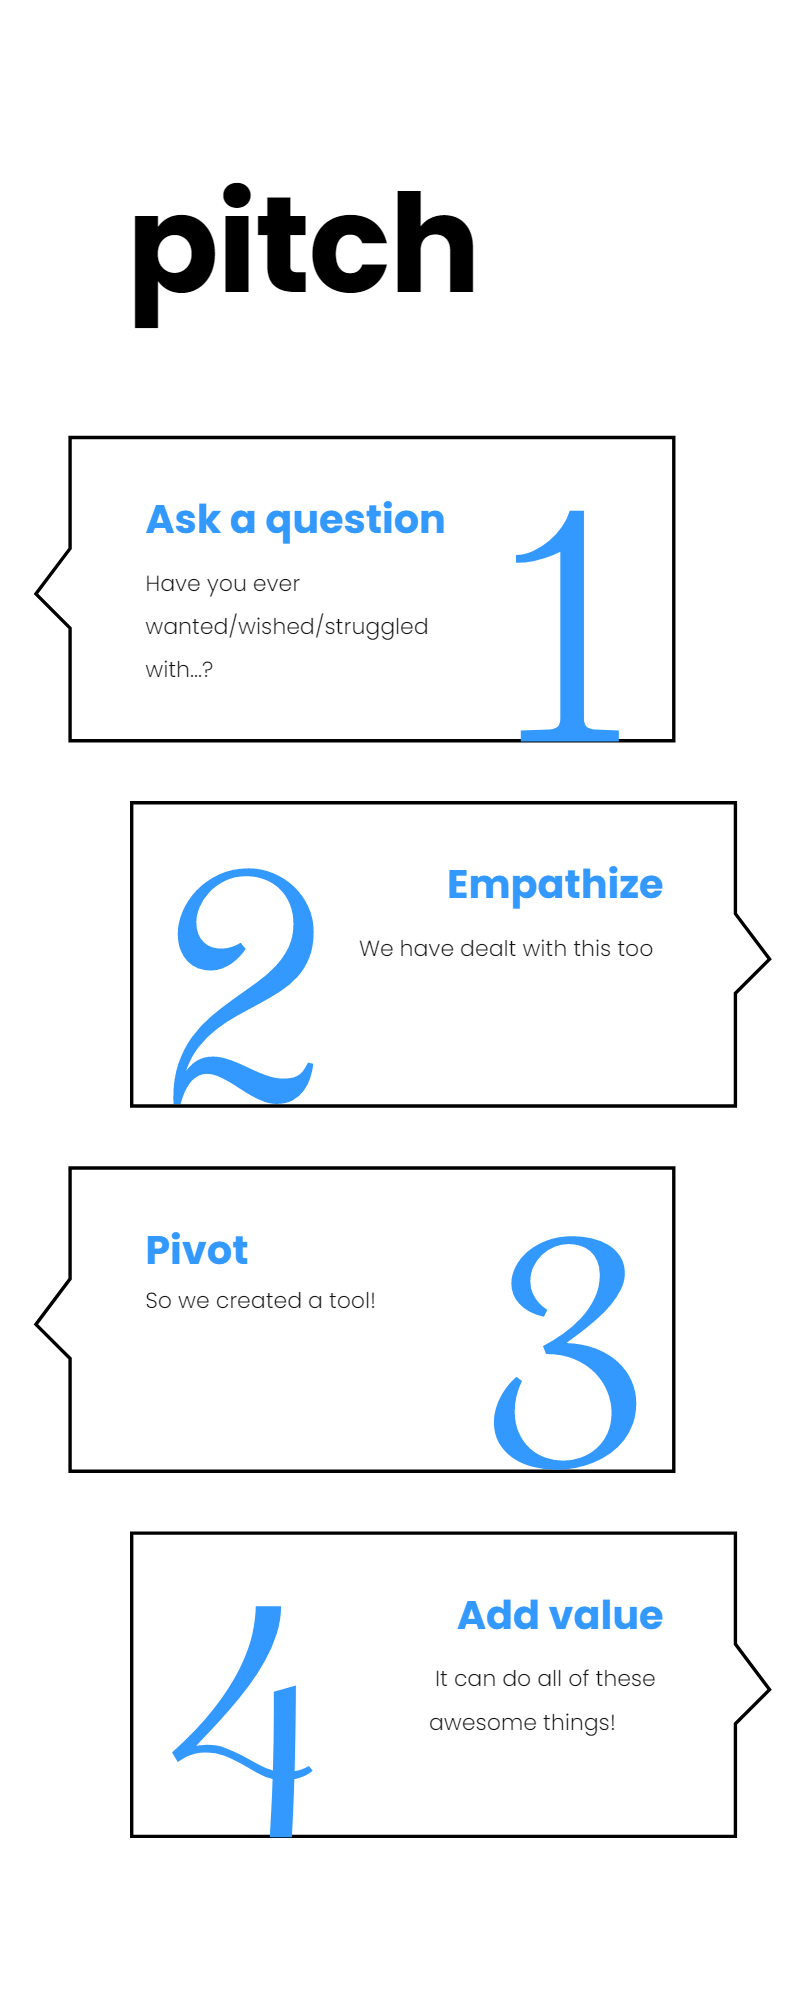 pitch
Ask a question
1
Have you ever
wanted/wished/struggled
with...?
2
Empathize
We have dealt with this too
Pivot
3
So we created a tool!
4
Add value
It can do all of these
awesome things!